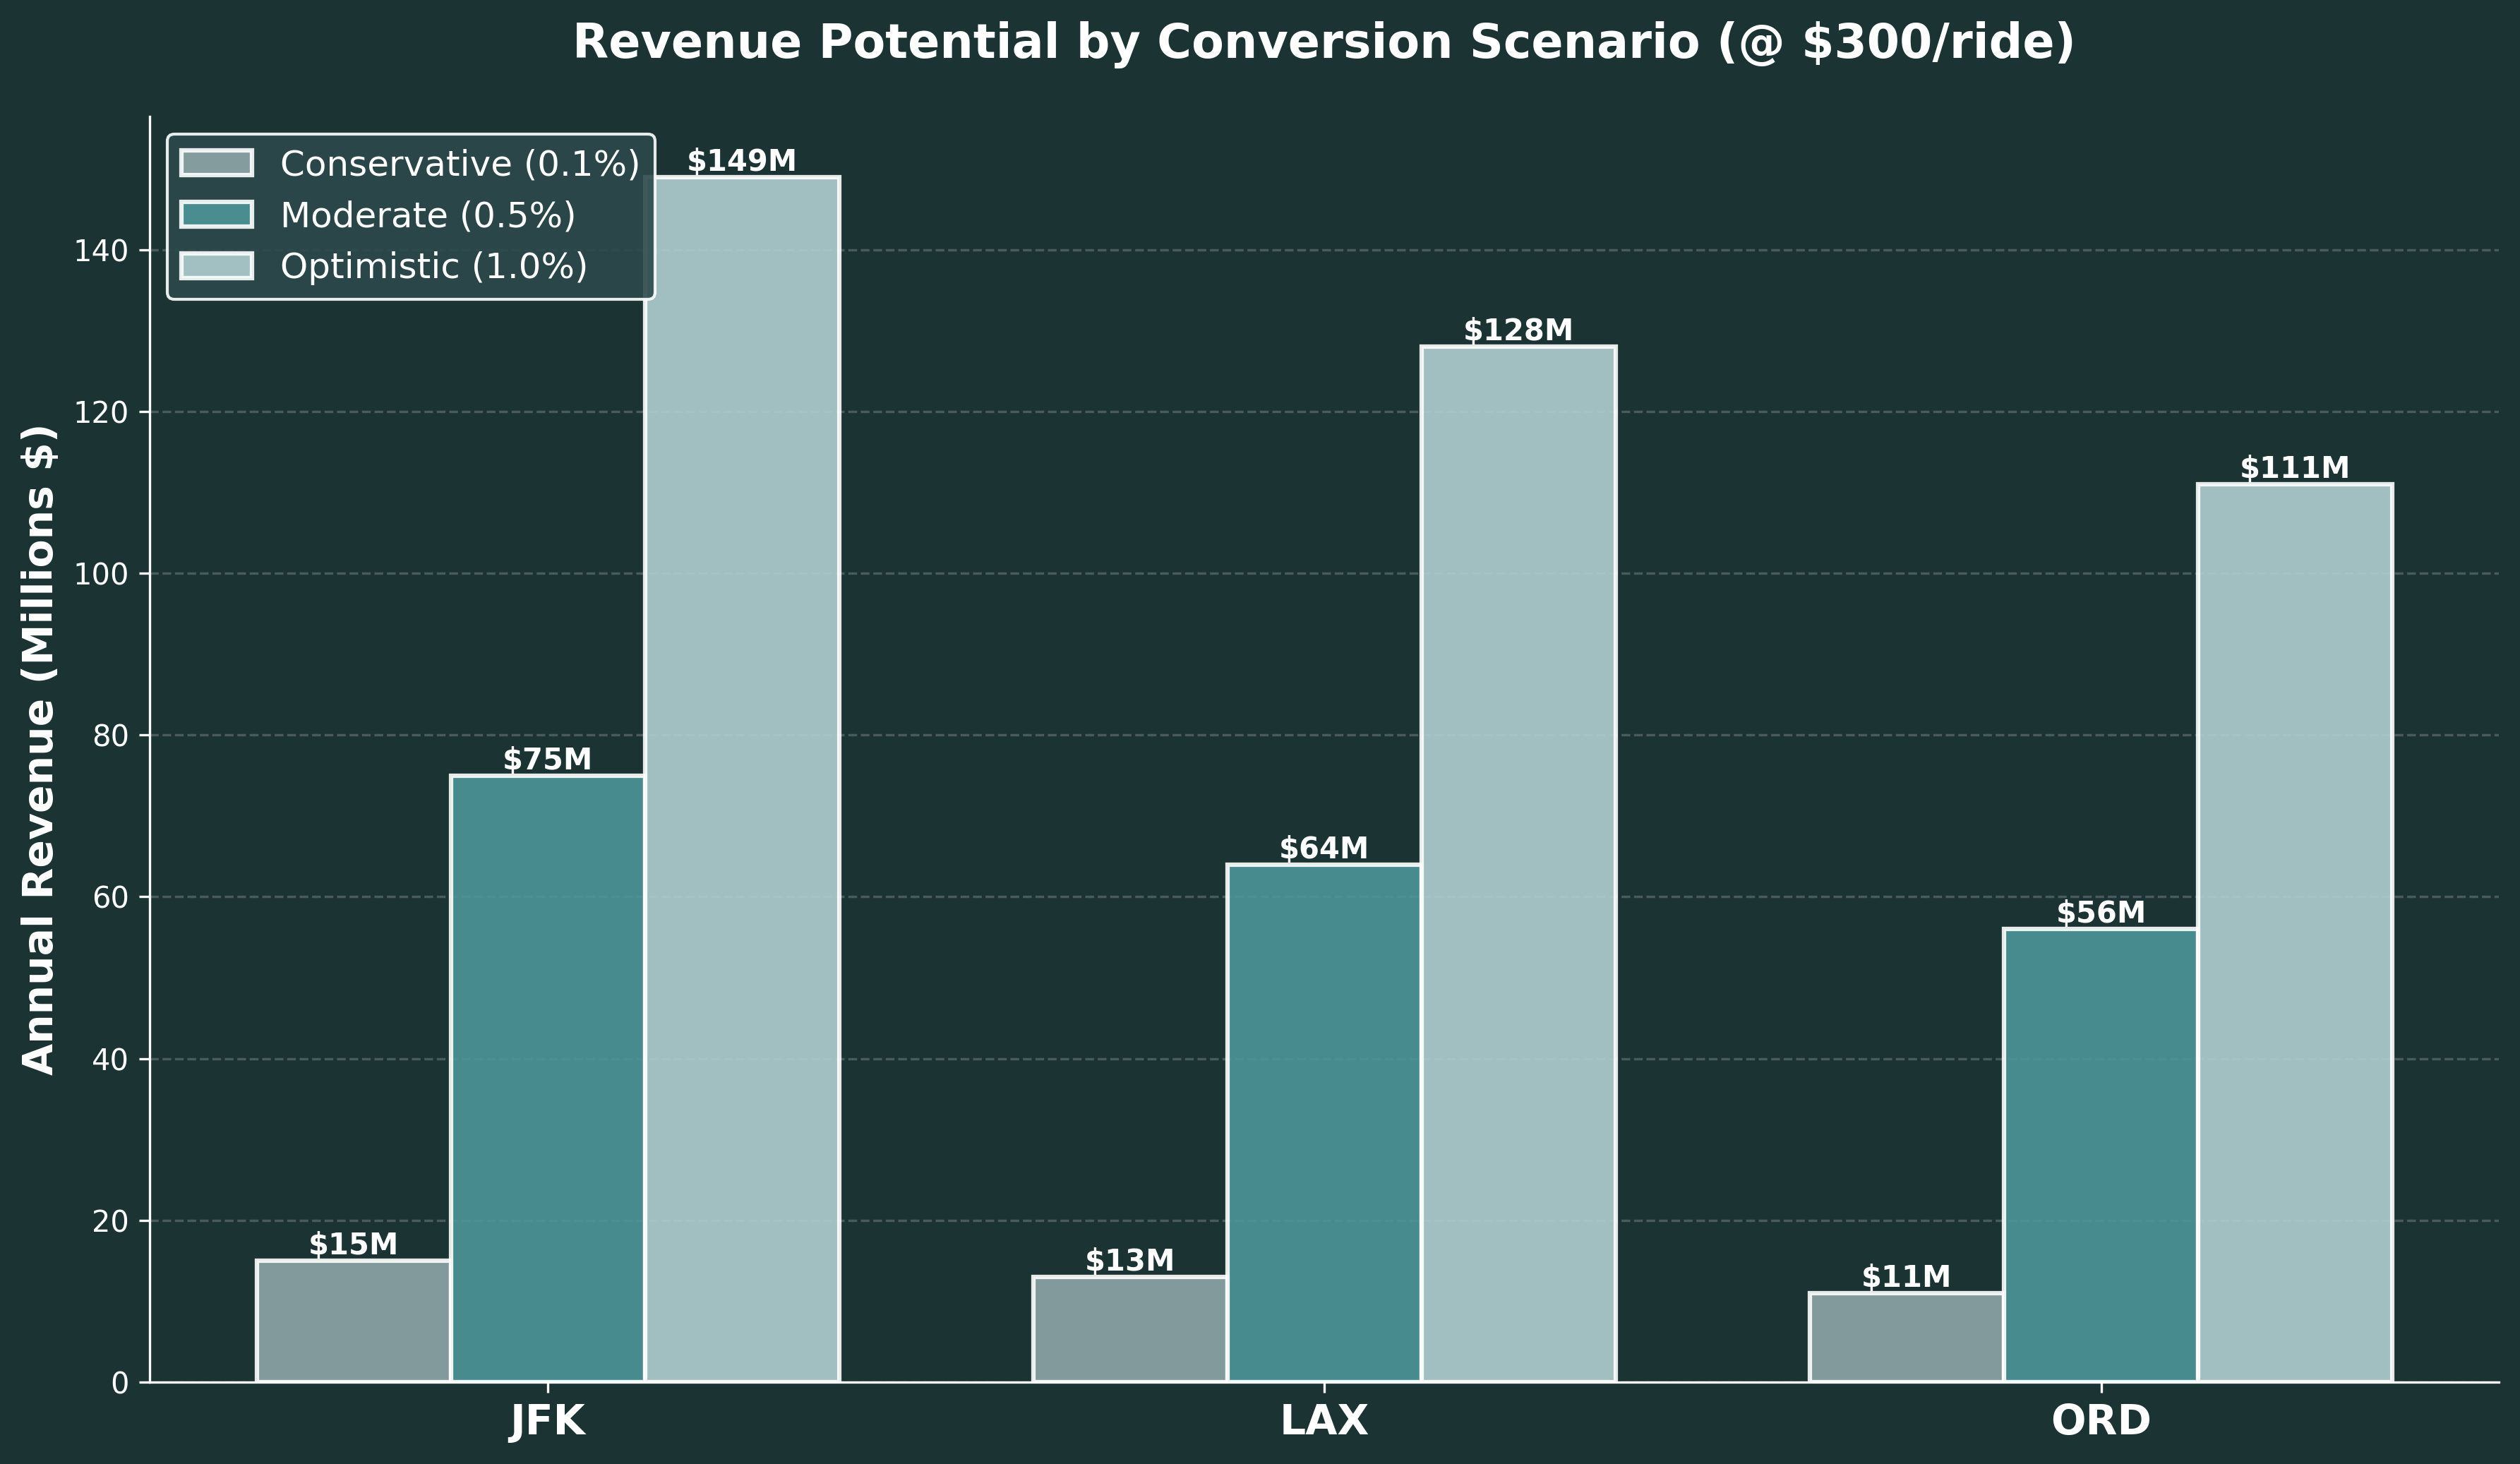 Revenue Potential by Conversion Scenario (@ $300/ride)
Conservative (0.1%)
Moderate (0.5%)
Optimistic (1.0%)
Annual Revenue (Millions $)
140
120
100
80
60
40
20
0
$15M
$75M
$149M
$13M
$64M
$128M
$11M
$56M
$111M
JFK
LAX
ORD